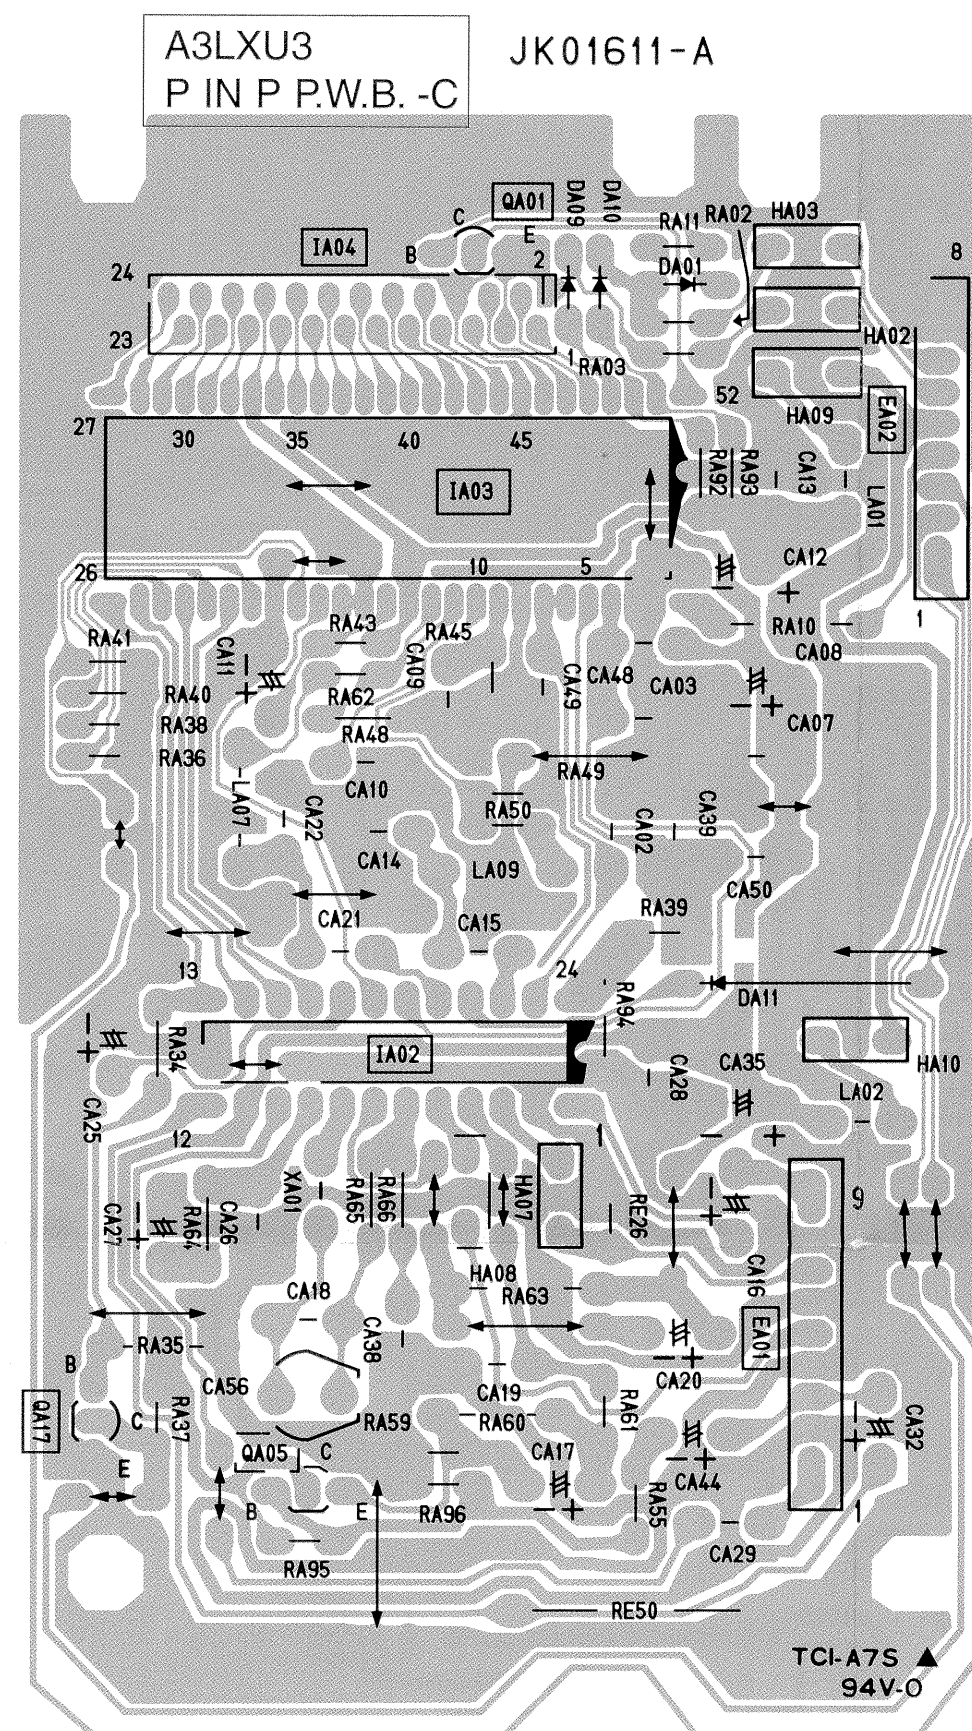 A3LXU3
P IN P P.W.B. -C
JK01611-A
QA01
DA09
DA10
RA11
RA02
HA03
C
E
B
IA04
DA01
8
24
2
23
1
RA03
HA02
52
HA09
EA02
27
30
35
40
45
IA03
RA92
RA93
CA13
LA01
26
10
5
CA12
1
RA10
CA08
RA41
CA11
RA43
RA45
CA09
RA40
RA62
CA49
CA48
CA03
RA38
RA48
CA07
RA36
RA49
CA10
LA07
CA22
RA50
CA02
CA39
CA14
LA09
CA50
CA21
CA15
RA39
13
24
RA94
DA11
RA34
IA02
CA28
CA35
HA10
CA25
LA02
12
1
XA01
RA65
RA66
HA07
RE26
9
CA27
RA64
CA26
HA08
CA16
CA18
RA63
EA01
RA35
CA38
B
CA56
CA19
CA20
QA17
C
RA37
RA59
RA60
RA61
CA32
E
QA05
C
CA17
CA44
B
E
RA96
RA55
1
RA95
CA29
RE50
TCI-A7S ▲
94V-0